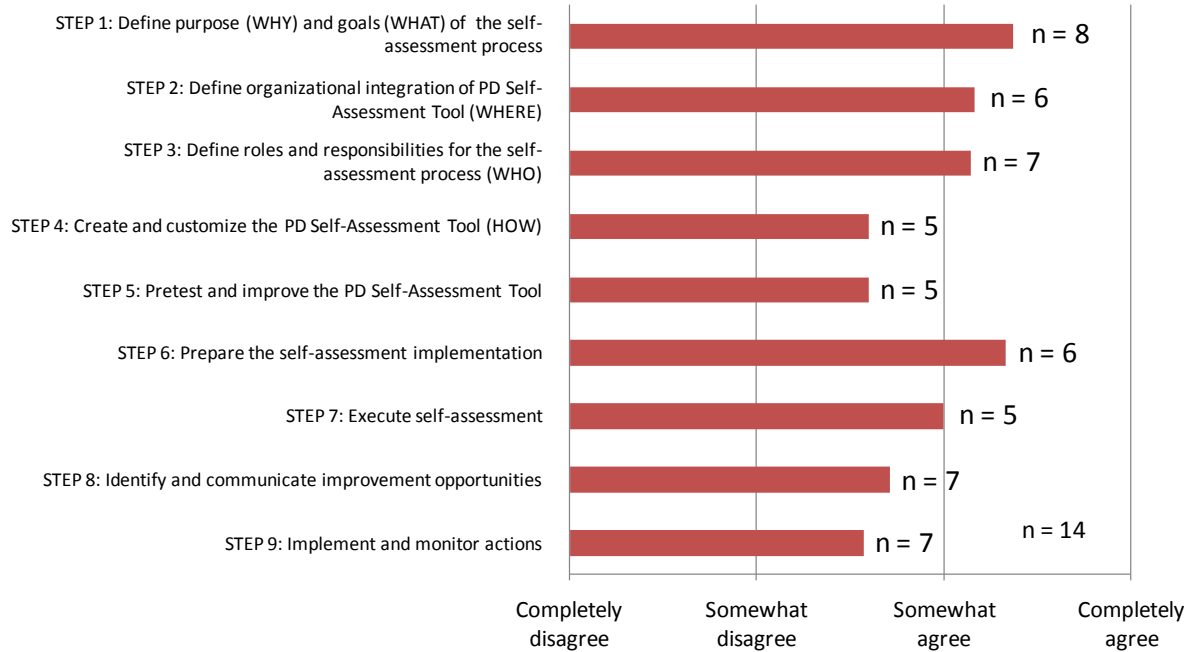 STEP 1: Define purpose (WHY) and goals (WHAT) of the self-
assessment process
n = 8
STEP 2: Define organizational integration of PD Self-
Assessment Tool (WHERE)
n = 6
STEP 3: Define roles and responsibilities for the self-
assessment process (WHO)
n = 7
STEP 4: Create and customize the PD Self-Assessment Tool (HOW)
n = 5
STEP 5: Pretest and improve the PD Self-Assessment Tool
n = 5
STEP 6: Prepare the self-assessment implementation
n = 6
STEP 7: Execute self-assessment
n = 5
STEP 8: Identify and communicate improvement opportunities
n = 7
STEP 9: Implement and monitor actions
n = 7
n = 14
Completely
disagree
Somewhat
disagree
Somewhat
agree
Completely
agree